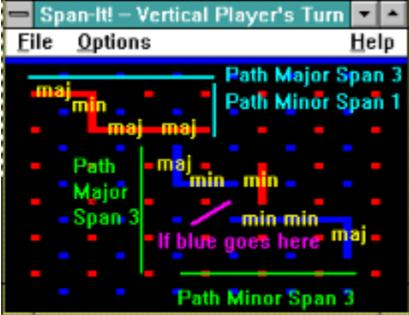 Span-It! – Vertical Player's Turn
File Options Help
Path Major Span 3
maj
Path Minor Span 1
min
maj maj
Path
Major
Span 3
maj
min min
min min
If blue goes here maj
Path Minor Span 3